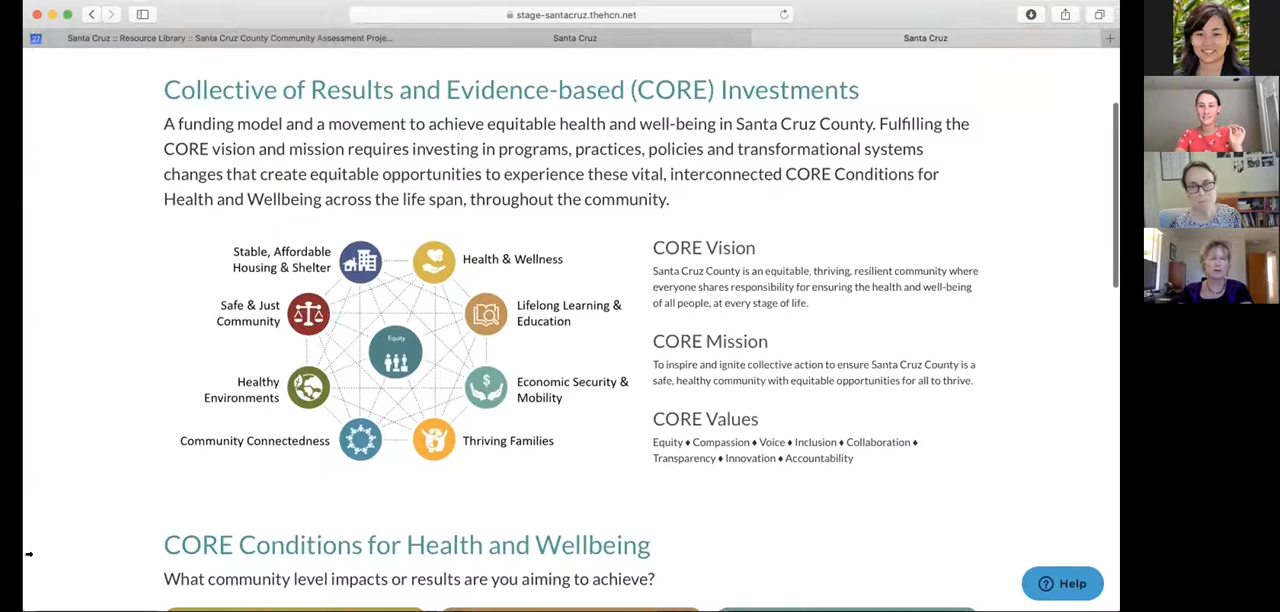 stage-santacruz.thehcn.net
Santa Cruz :: Resource Library :: Santa Cruz County Community Assessment Proje...
Santa Cruz
Santa Cruz
Collective of Results and Evidence-based (CORE) Investments
A funding model and a movement to achieve equitable health and well-being in Santa Cruz County. Fulfilling the
CORE vision and mission requires investing in programs, practices, policies and transformational systems
changes that create equitable opportunities to experience these vital, interconnected CORE Conditions for
Health and Wellbeing across the life span, throughout the community.
Stable, Affordable
Housing & Shelter
Health & Wellness
Safe & Just
Community
Lifelong Learning &
Education
Equity
Healthy
Environments
Economic Security &
Mobility
Community Connectedness
Thriving Families
CORE Vision
Santa Cruz County is an equitable, thriving, resilient community where
everyone shares responsibility for ensuring the health and well-being
of all people, at every stage of life.
CORE Mission
To inspire and ignite collective action to ensure Santa Cruz County is a
safe, healthy community with equitable opportunities for all to thrive.
CORE Values
Equity ♦ Compassion ♦ Voice ♦ Inclusion ♦ Collaboration ♦
Transparency ♦ Innovation ♦ Accountability
CORE Conditions for Health and Wellbeing
What community level impacts or results are you aiming to achieve?
Help